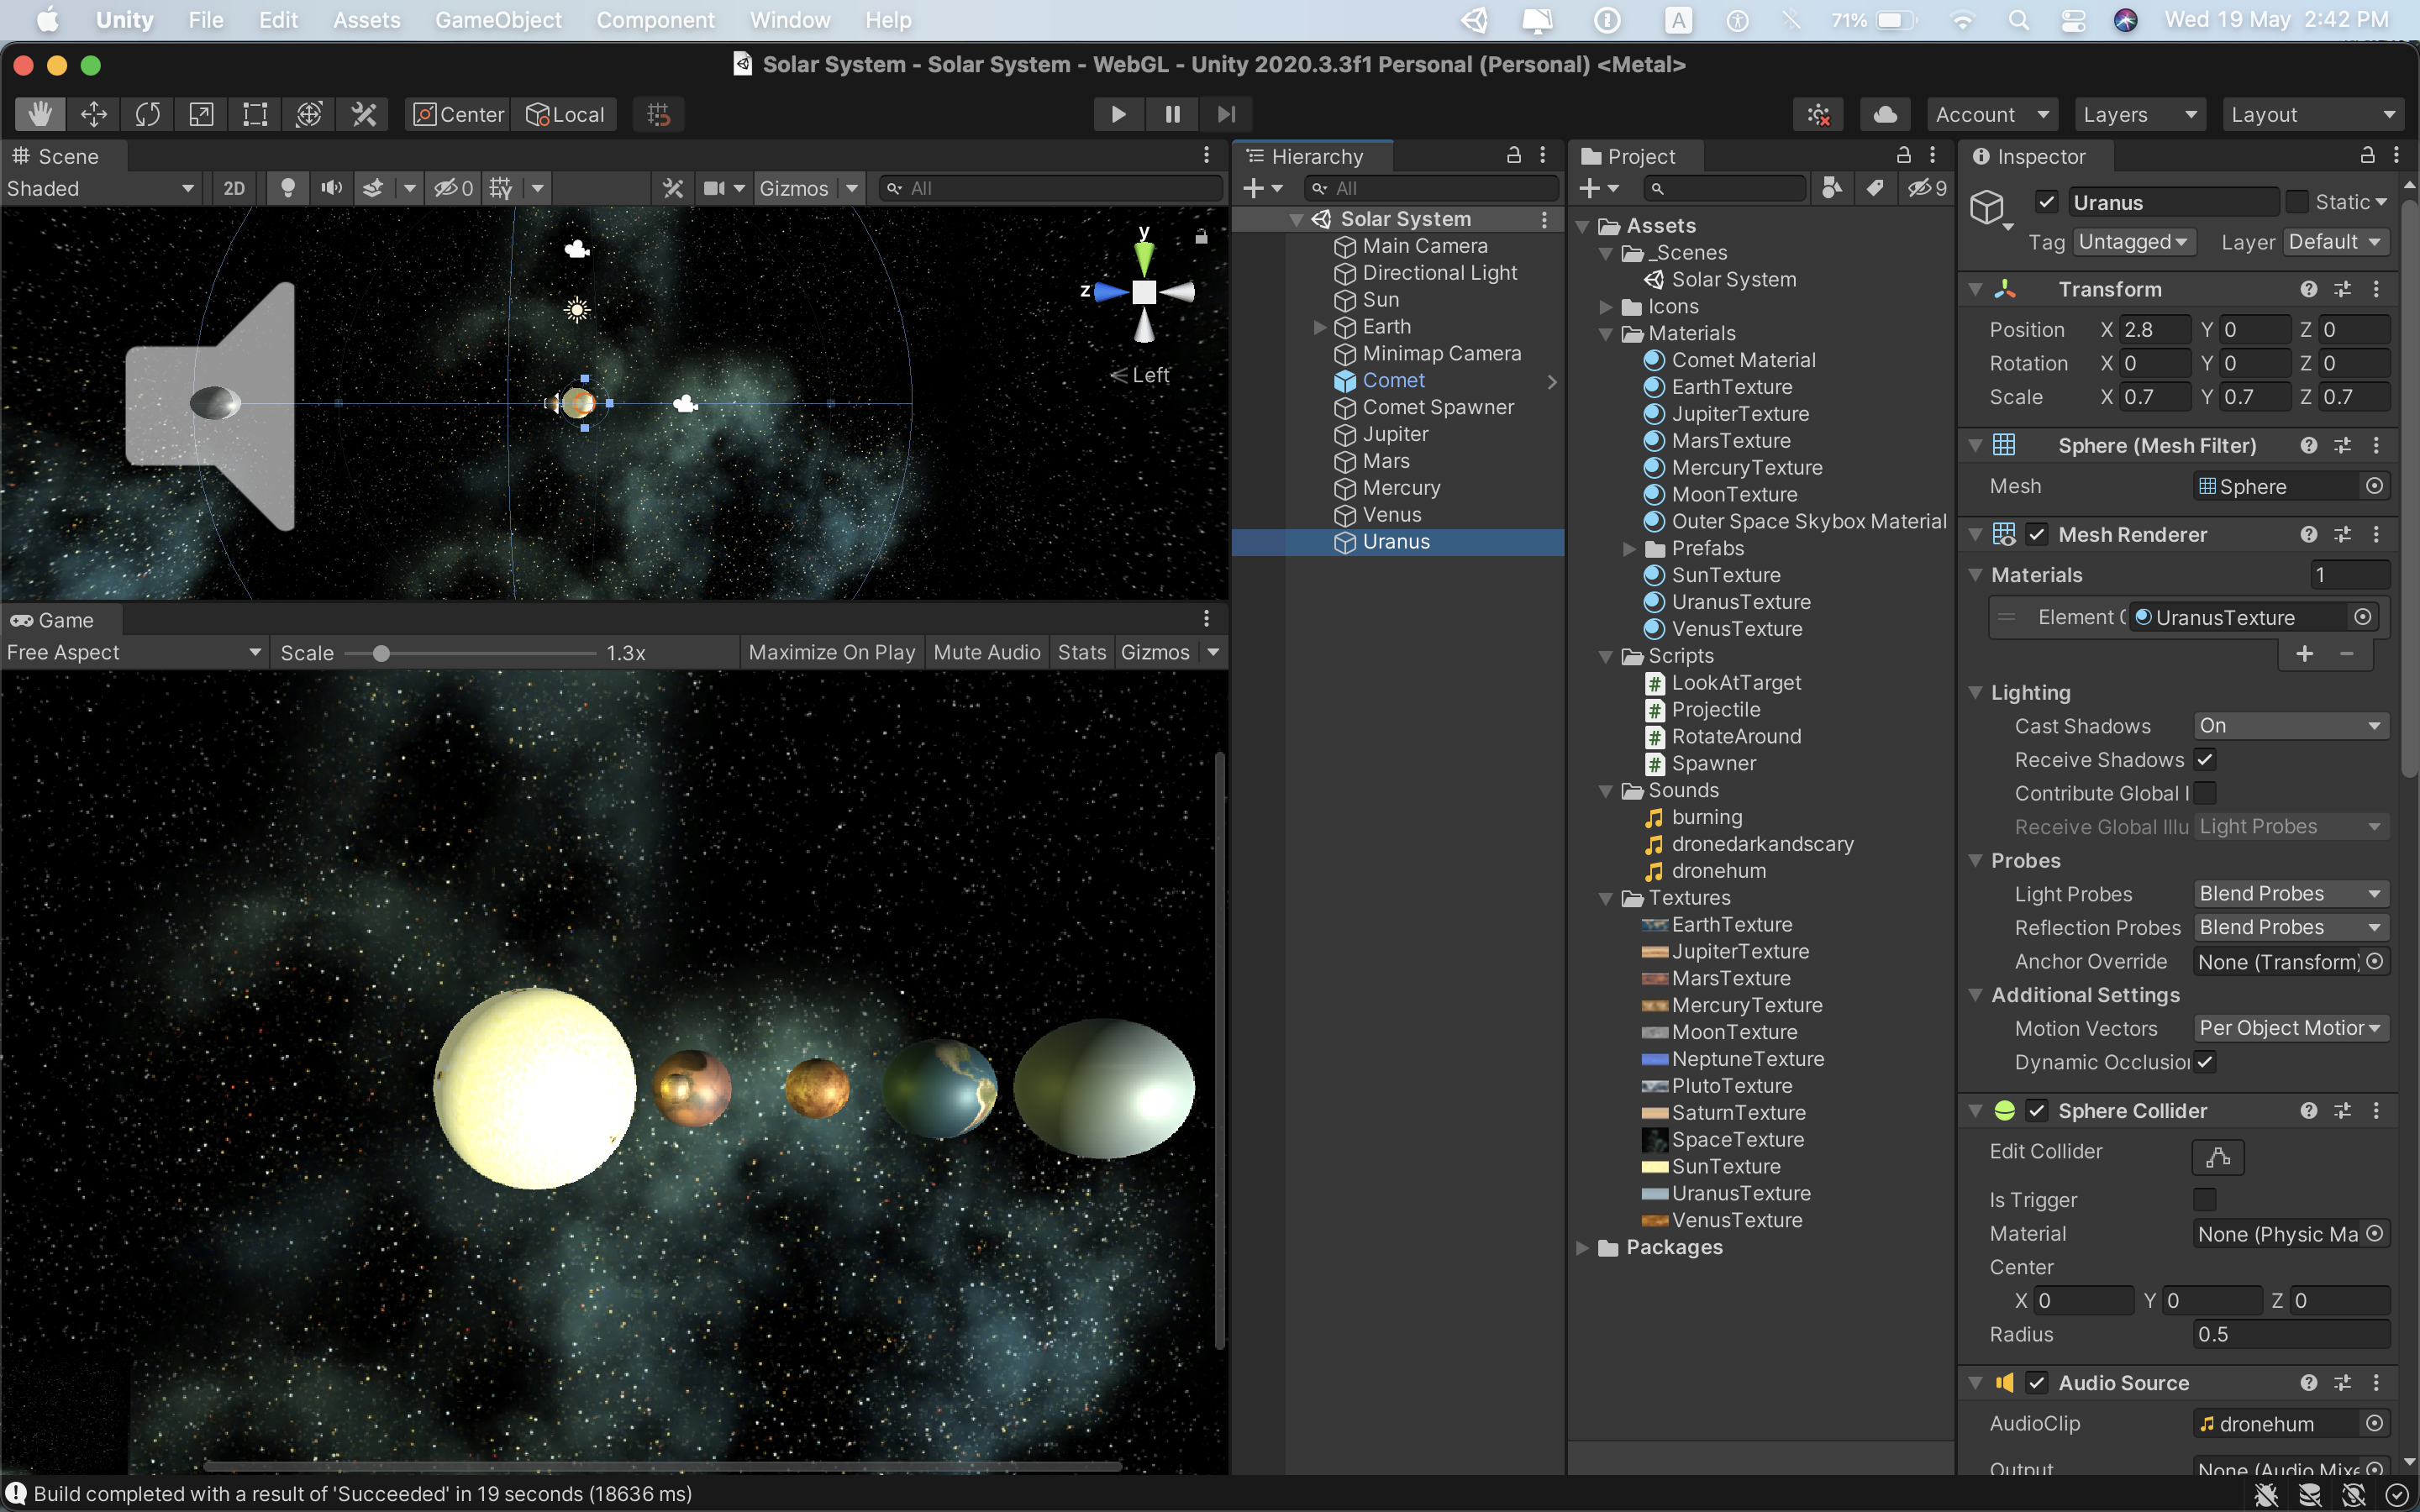 Unity File Edit Assets GameObject Component Window Help A 71% Wed 19 May 2:42 PM
Solar System - Solar System - WebGL - Unity 2020.3.3f1 Personal (Personal) <Metal>
Center Local Account Layers Layout
Scene
Shaded 2D 0 Gizmos All
y
z
Left
Game
Free Aspect Scale 1.3x Maximize On Play Mute Audio Stats Gizmos
Hierarchy
All
Solar System
Main Camera
Directional Light
Sun
Earth
Minimap Camera
Comet
Comet Spawner
Jupiter
Mars
Mercury
Venus
Uranus
Project
9
Assets
_Scenes
Solar System
Icons
Materials
Comet Material
EarthTexture
JupiterTexture
MarsTexture
MercuryTexture
MoonTexture
Outer Space Skybox Material
Prefabs
SunTexture
UranusTexture
VenusTexture
Scripts
LookAtTarget
Projectile
RotateAround
Spawner
Sounds
burning
dronedarkandscary
dronehum
Textures
EarthTexture
JupiterTexture
MarsTexture
MercuryTexture
MoonTexture
NeptuneTexture
PlutoTexture
SaturnTexture
SpaceTexture
SunTexture
UranusTexture
VenusTexture
Packages
Inspector
Uranus Static
Tag Untagged Layer Default
Transform
Position X 2.8 Y 0 Z 0
Rotation X 0 Y 0 Z 0
Scale X 0.7 Y 0.7 Z 0.7
Sphere (Mesh Filter)
Mesh Sphere
Mesh Renderer
Materials 1
Element UranusTexture
Lighting
Cast Shadows On
Receive Shadows
Contribute Global I
Receive Global Illu Light Probes
Probes
Light Probes Blend Probes
Reflection Probes Blend Probes
Anchor Override None (Transform)
Additional Settings
Motion Vectors Per Object Motion
Dynamic Occlusion
Sphere Collider
Edit Collider
Is Trigger
Material None (Physic Ma
Center
X 0 Y 0 Z 0
Radius 0.5
Audio Source
AudioClip dronehum
Output None (Audio Mixe
Build completed with a result of 'Succeeded' in 19 seconds (18636 ms)